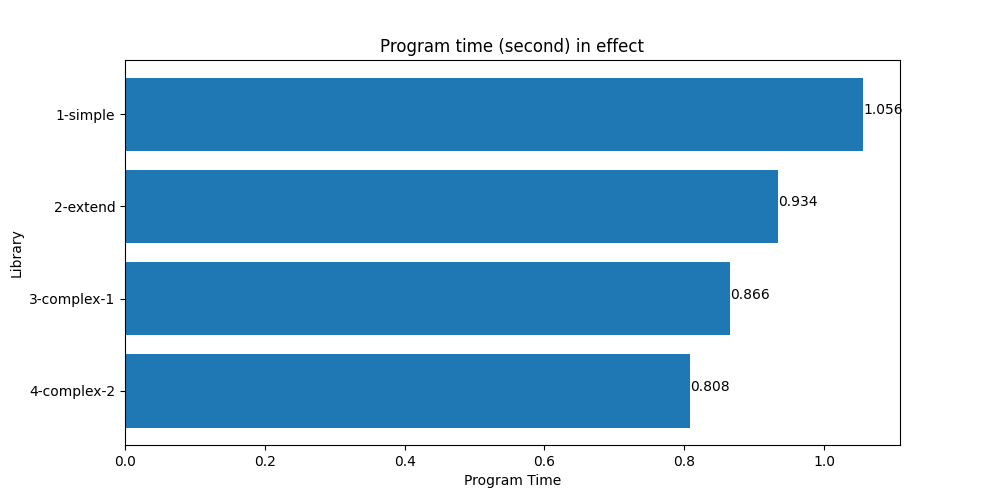 Program time (second) in effect
1-simple
1.056
2-extend
0.934
Library
3-complex-1
0.866
4-complex-2
0.808
0.0 0.2 0.4 0.6 0.8 1.0
Program Time